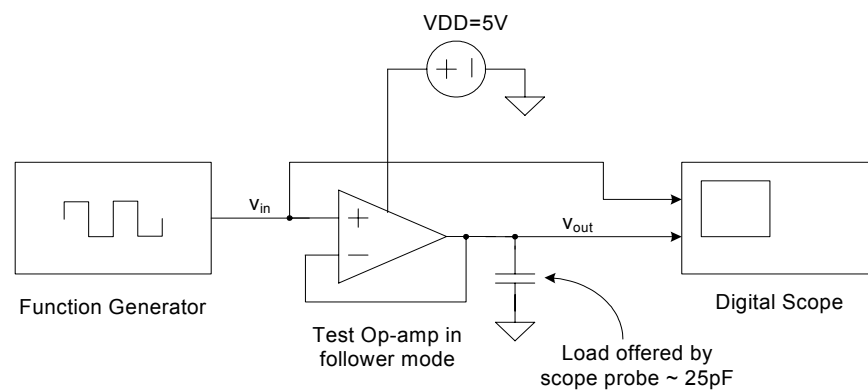 VDD=5V
v_in
v_out
Function Generator
Test Op-amp in
follower mode
Load offered by
scope probe ~ 25pF
Digital Scope